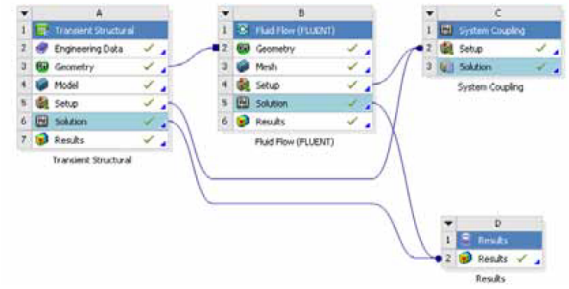 A
1 Transient Structural
2 Engineering Data
3 Geometry
4 Model
5 Setup
6 Solution
7 Results
Transient Structural
B
1 Fluid Flow (FLUENT)
2 Geometry
3 Mesh
4 Setup
5 Solution
6 Results
Fluid Flow (FLUENT)
C
1 System Coupling
2 Setup
3 Solution
System Coupling
D
1 Results
2 Results
Results